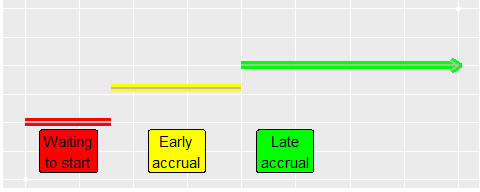 Waiting
to start
Early
accrual
Late
accrual